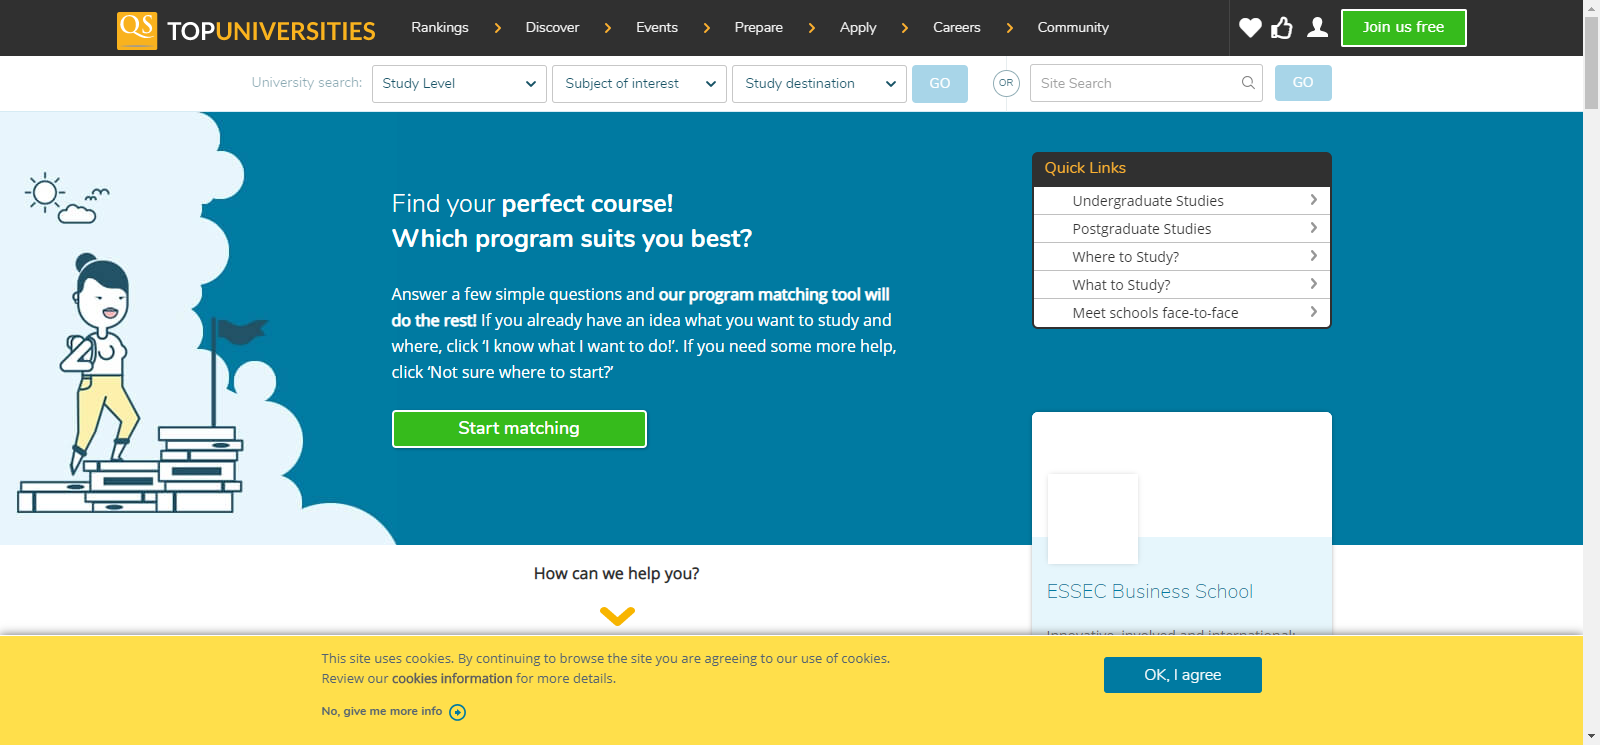 QS TOPUNIVERSITIES
Rankings
Discover
Events
Prepare
Apply
Careers
Community
Join us free
University search:
Study Level
Subject of interest
Study destination
GO
OR
Site Search
GO
Find your perfect course!
Which program suits you best?
Answer a few simple questions and our program matching tool will
do the rest! If you already have an idea what you want to study and
where, click ‘I know what I want to do!’. If you need some more help,
click ‘Not sure where to start?’
Start matching
Quick Links
Undergraduate Studies
Postgraduate Studies
Where to Study?
What to Study?
Meet schools face-to-face
How can we help you?
ESSEC Business School
Innovative, involved and international:
This site uses cookies. By continuing to browse the site you are agreeing to our use of cookies.
Review our cookies information for more details.
No, give me more info
OK, I agree